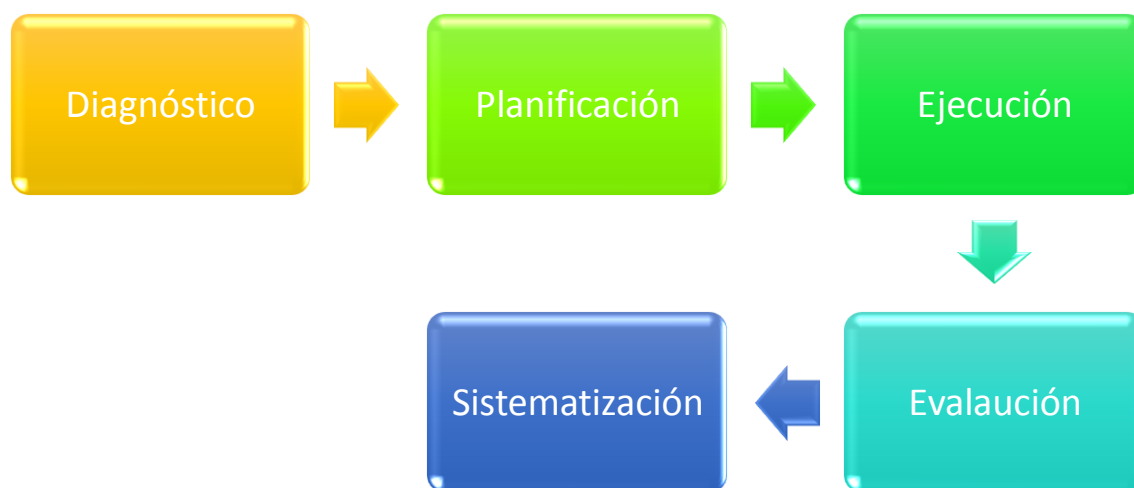 Diagnóstico
Planificación
Ejecución
Evalaución
Sistematización